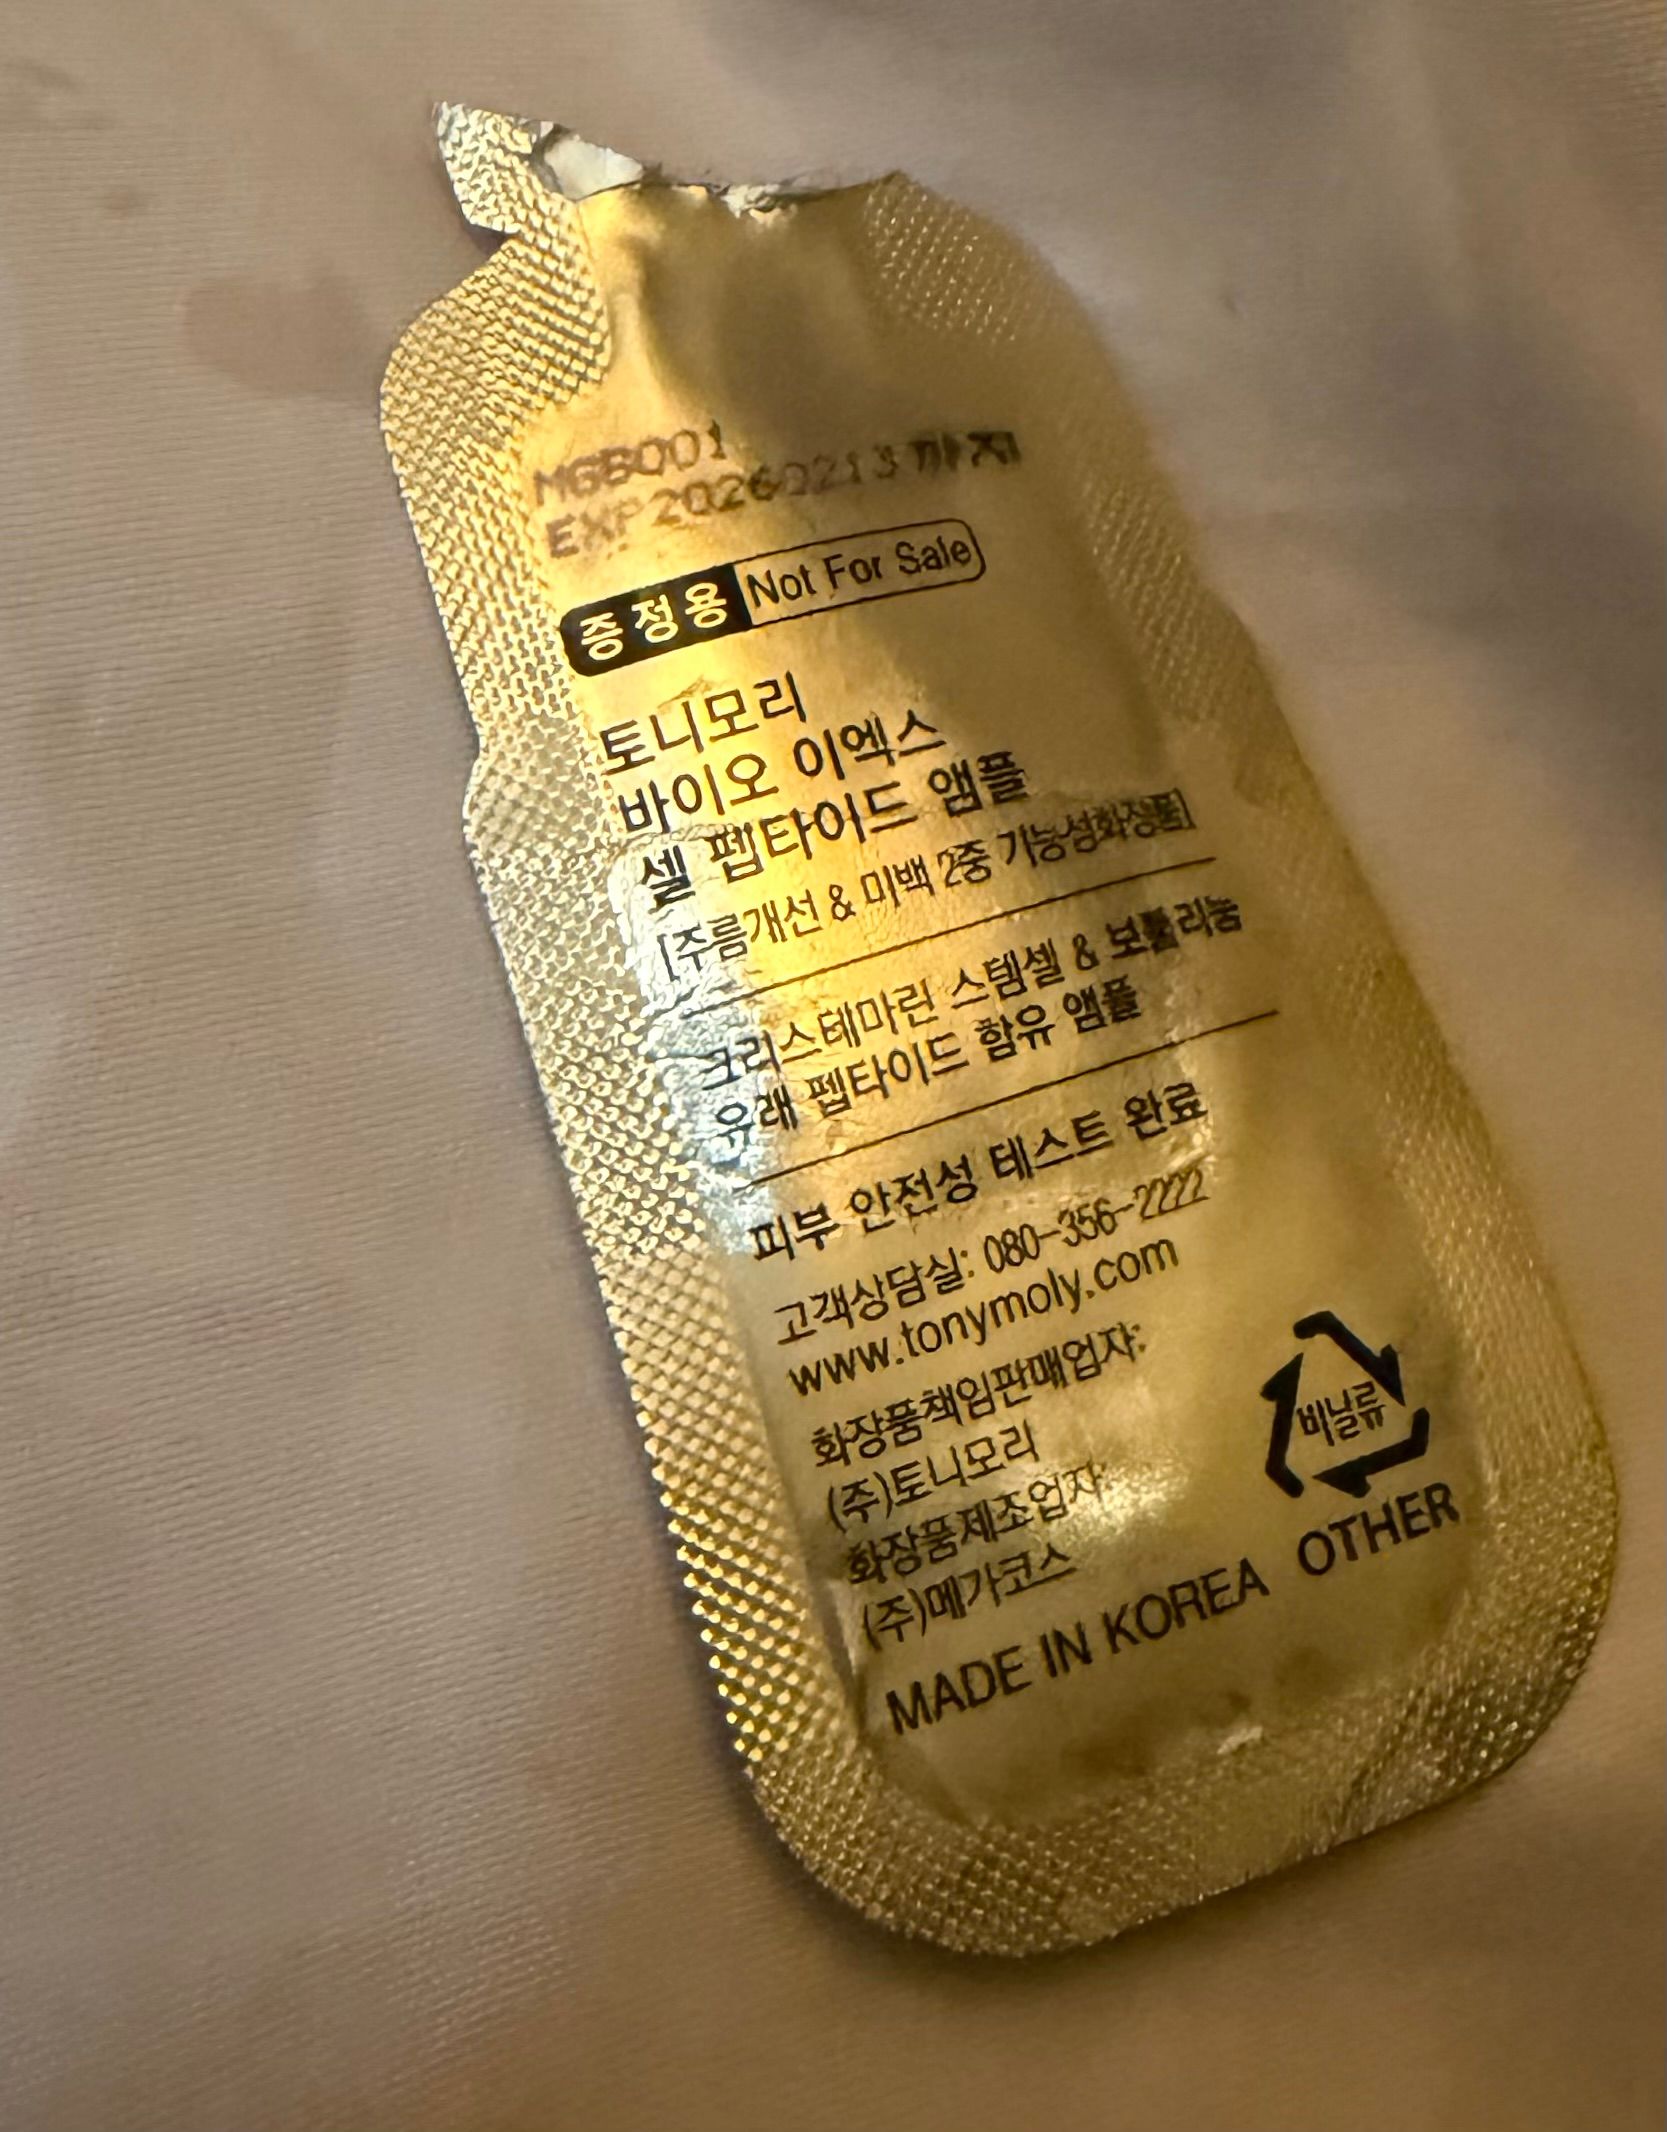 MGB001
EXP 20260213 까지
증정용 Not For Sale
토니모리
바이오 이엑스
셀 펩타이드 앰플
[주름개선 & 미백 2중 기능성화장품]
크리스테마린 스템셀 & 보툴리눔
유래 펩타이드 함유 앰플
피부 안전성 테스트 완료
고객상담실: 080-356-2222
www.tonymoly.com
화장품책임판매업자:
(주)토니모리
화장품제조업자:
(주)메가코스
비닐류
MADE IN KOREA OTHER